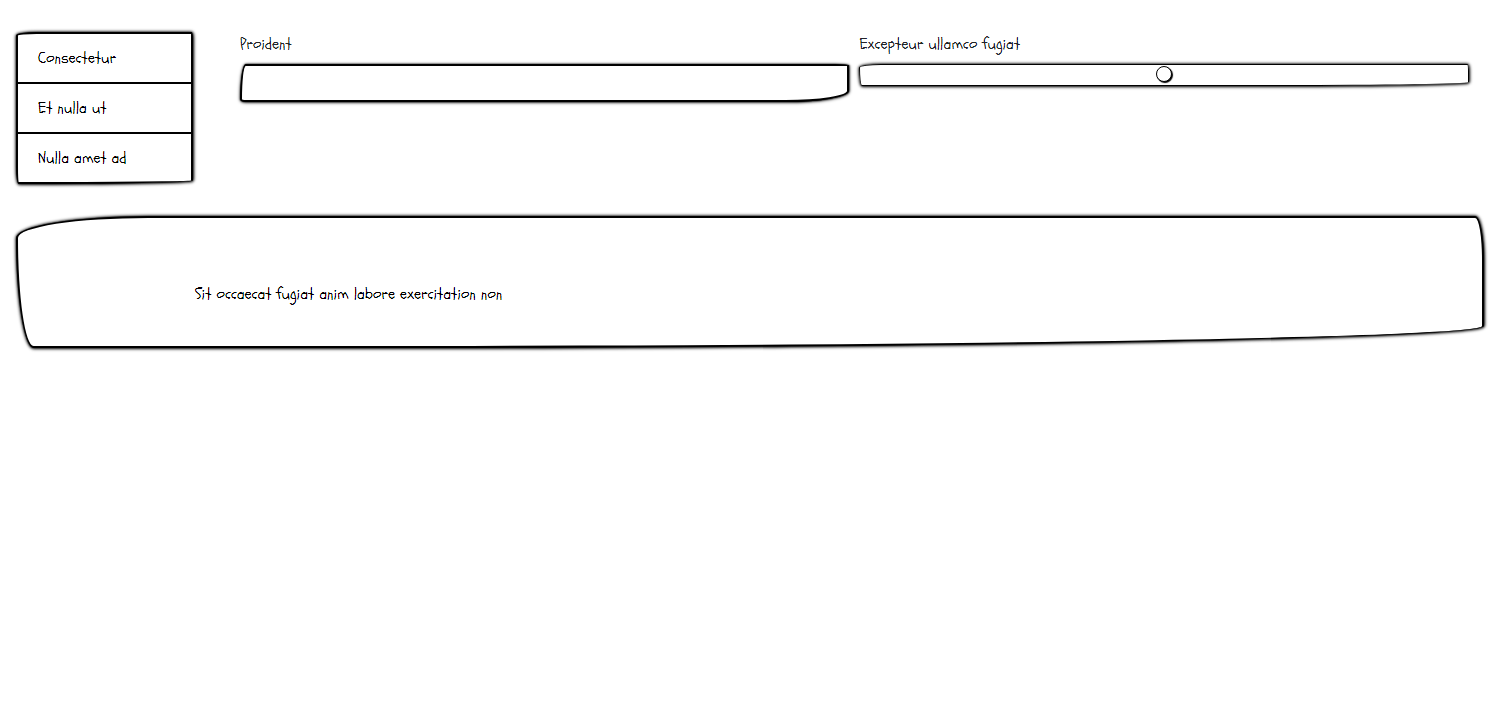 Consectetur
Et nulla ut
Nulla amet ad
Proident
Excepteur ullamco fugiat
Sit occaecat fugiat anim labore exercitation non